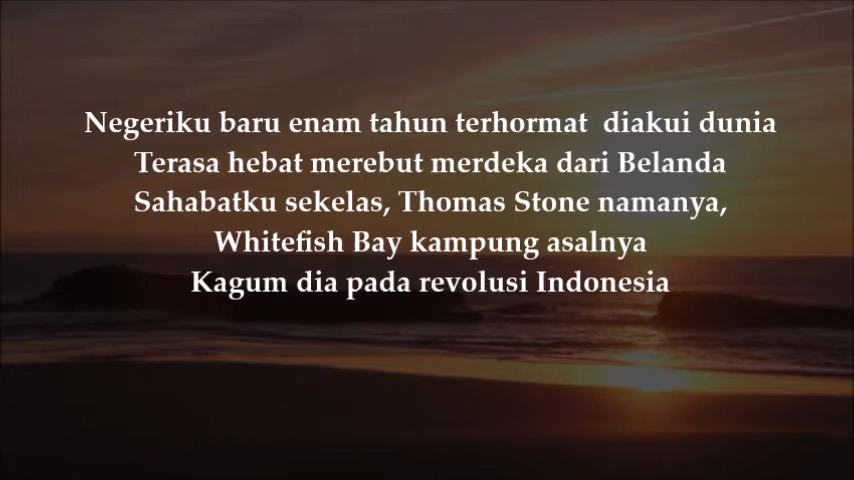 Negeriku baru enam tahun terhormat  diakui dunia
Terasa hebat merebut merdeka dari Belanda
Sahabatku sekelas, Thomas Stone namanya,
Whitefish Bay kampung asalnya
Kagum dia pada revolusi Indonesia